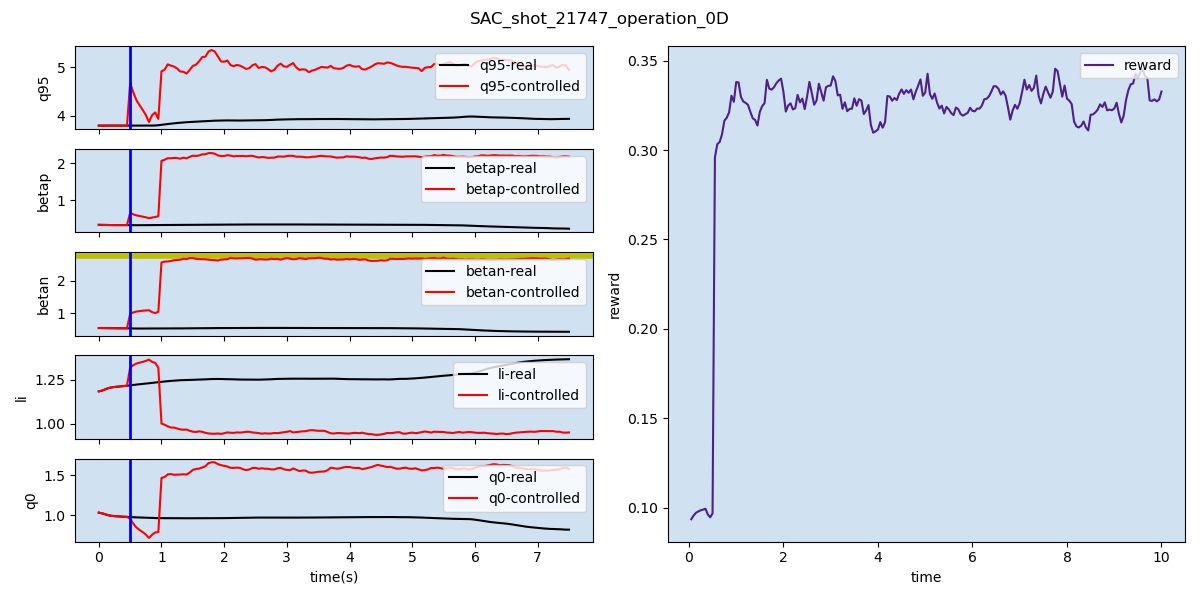 SAC_shot_21747_operation_0D
q95
5
4
q95-real
q95-controlled
betap
2
1
betap-real
betap-controlled
betan
2
1
betan-real
betan-controlled
li
1.25
1.00
li-real
li-controlled
q0
1.5
1.0
q0-real
q0-controlled
0 1 2 3 4 5 6 7
time(s)
reward
0.35
0.30
0.25
0.20
0.15
0.10
reward
0 2 4 6 8 10
time